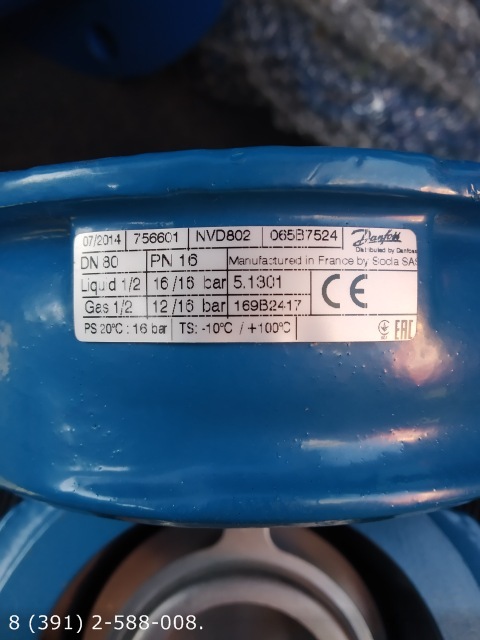 07/2014 756601 NVD802 065B7524 Danfoss
Distributed by Danfoss
DN 80 PN 16 Manufactured in France by Socla SAS
Liquid 1/2 16/16 bar 5.1301 CE
Gas 1/2 12/16 bar 169B2417
PS 20°C : 16 bar TS: -10°C / +100°C EAC
8 (391) 2-588-008.